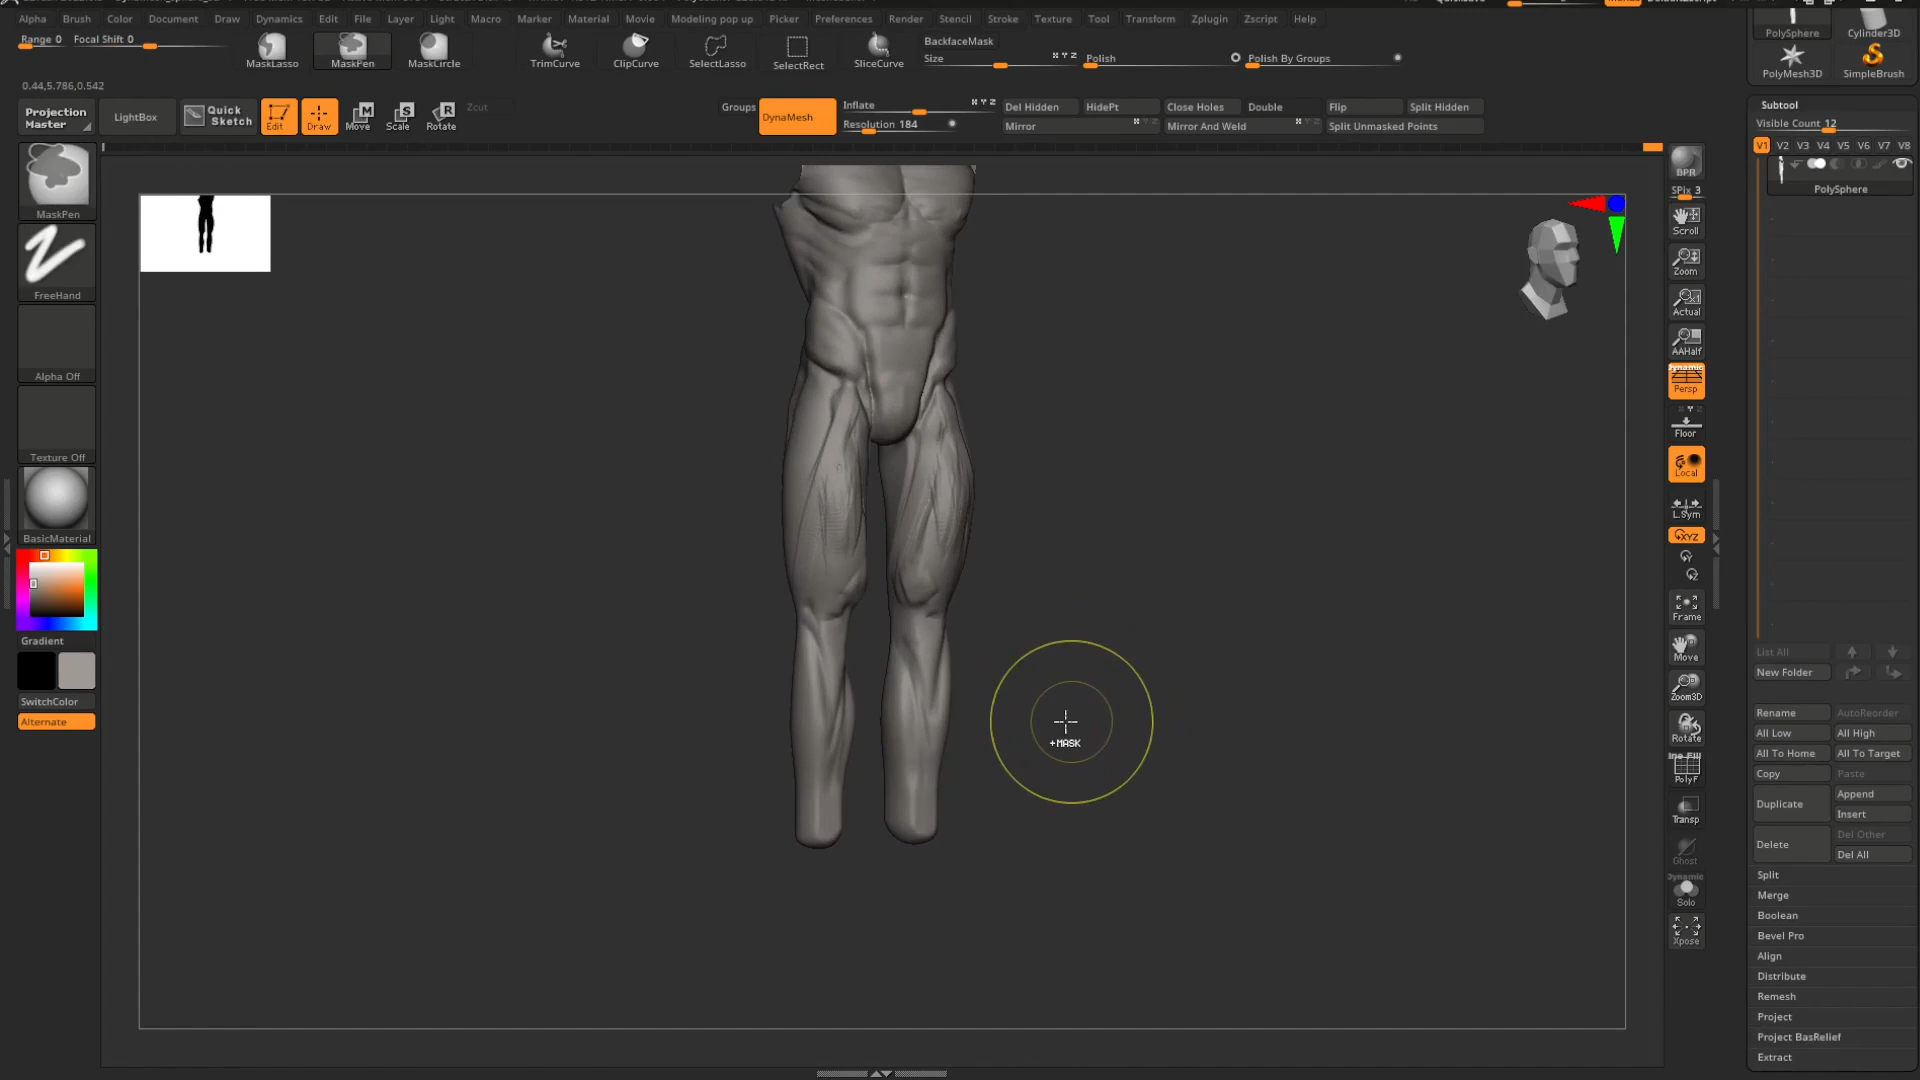 Alpha Brush Color Document Draw Dynamics Edit File Layer Light Macro Marker Material Movie Modeling pop up Picker Preferences Render Stencil Stroke Texture Tool Transform Zplugin Zscript Help
Range 0 Focal Shift 0
MaskLasso MaskPen MaskCircle TrimCurve ClipCurve SelectLasso SelectRect SliceCurve
BackfaceMask
Size
Polish
Polish By Groups
PolySphere Cylinder3D
PolyMesh3D SimpleBrush
0.44,5.786,0.542
Projection
Master
LightBox
Quick
Sketch
Edit Draw Move Scale Rotate
Zcut
Groups
DynaMesh
Inflate
Resolution 184
Del Hidden HidePt Close Holes Double Flip Split Hidden
Mirror Mirror And Weld Split Unmasked Points
Subtool
Visible Count 12
V1 V2 V3 V4 V5 V6 V7 V8
PolySphere
MaskPen
FreeHand
Alpha Off
Texture Off
BasicMaterial
Gradient
SwitchColor
Alternate
+MASK
BPR
SPix 3
Scroll
Zoom
Actual
AAHalf
Dynamic
Persp
Floor
Local
L.Sym
XYZ
Frame
Move
Zoom3D
Rotate
Line Fill
PolyF
Transp
Ghost
Dynamic
Solo
Xpose
List All
New Folder
Rename AutoReorder
All Low All High
All To Home All To Target
Copy Paste
Duplicate
Append
Insert
Delete
Del Other
Del All
Split
Merge
Boolean
Bevel Pro
Align
Distribute
Remesh
Project
Project BasRelief
Extract